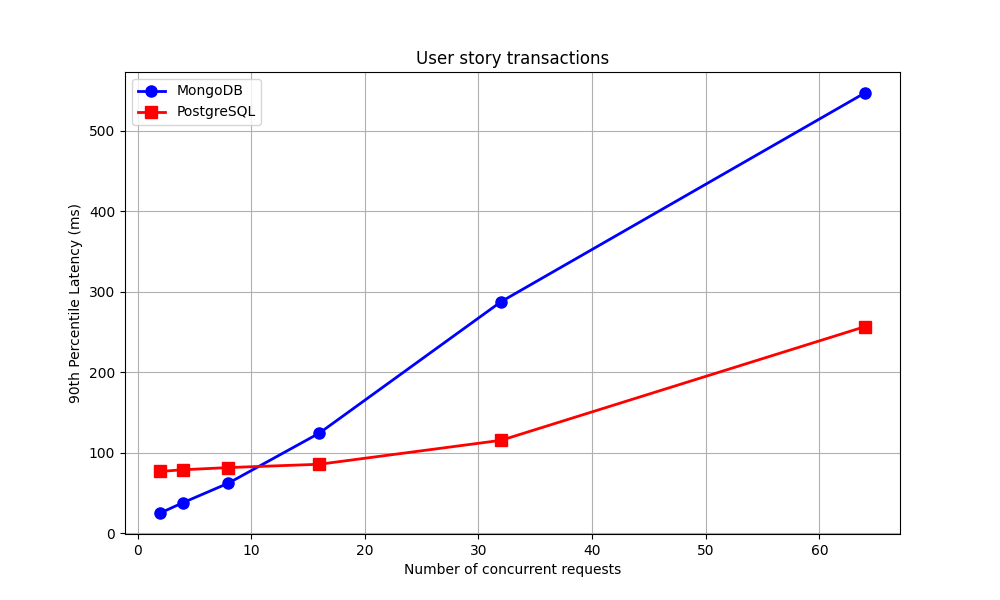 User story transactions
MongoDB
PostgreSQL
90th Percentile Latency (ms)
500
400
300
200
100
0
0 10 20 30 40 50 60
Number of concurrent requests